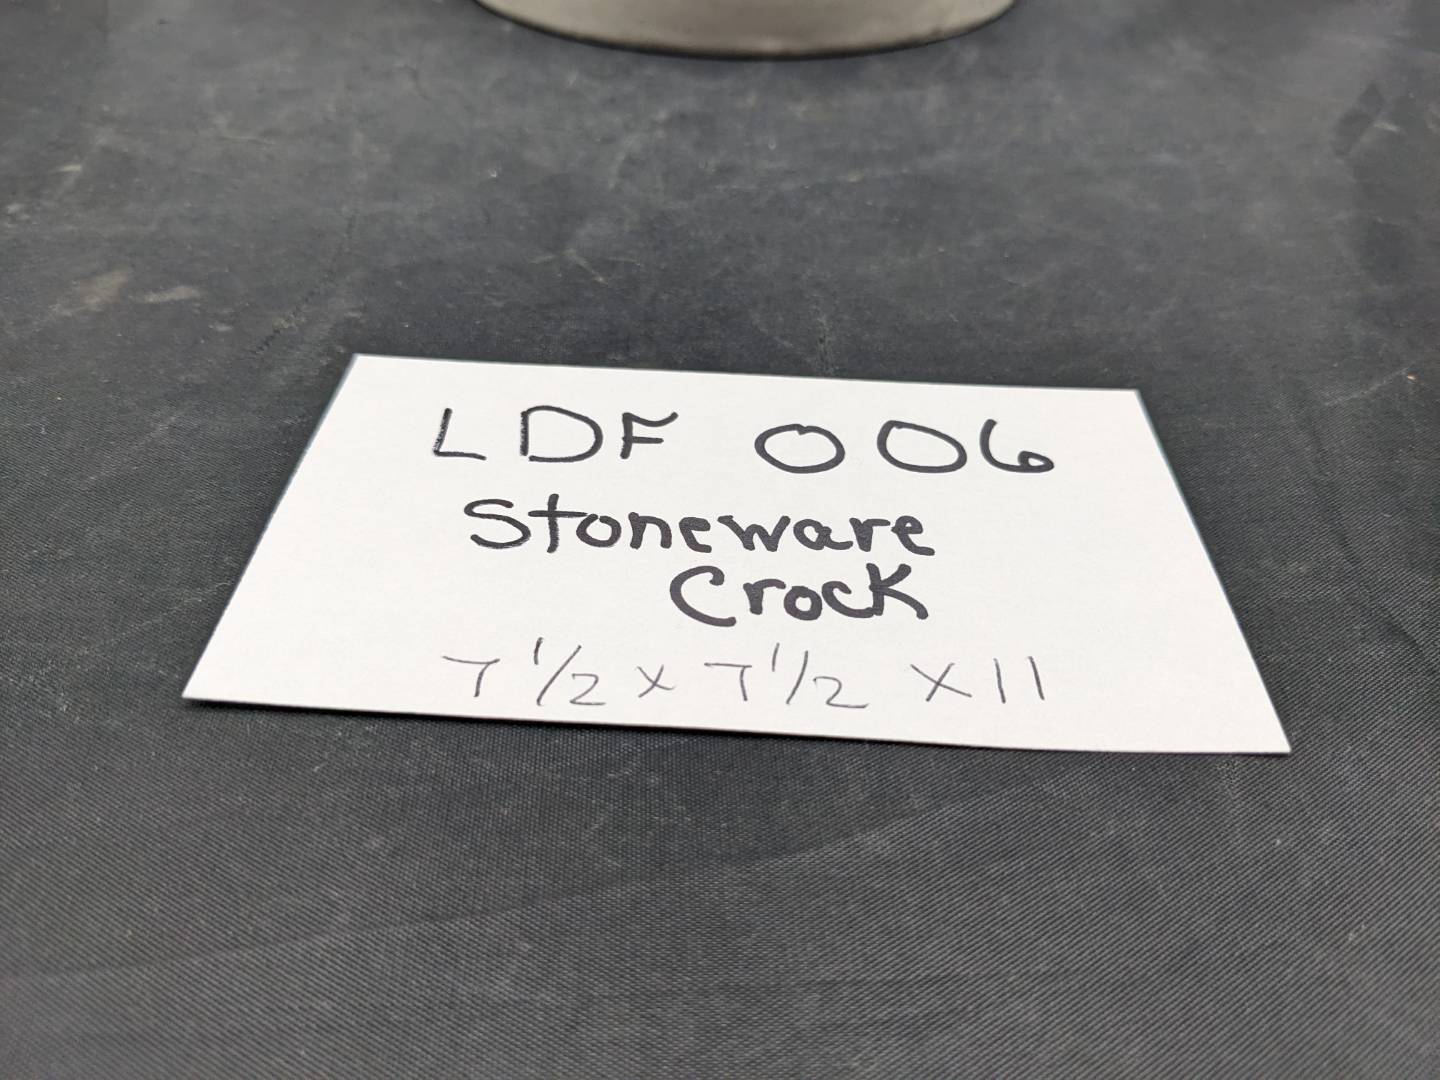 LDF 006
Stoneware
Crock
7 1/2 x 7 1/2 x 11